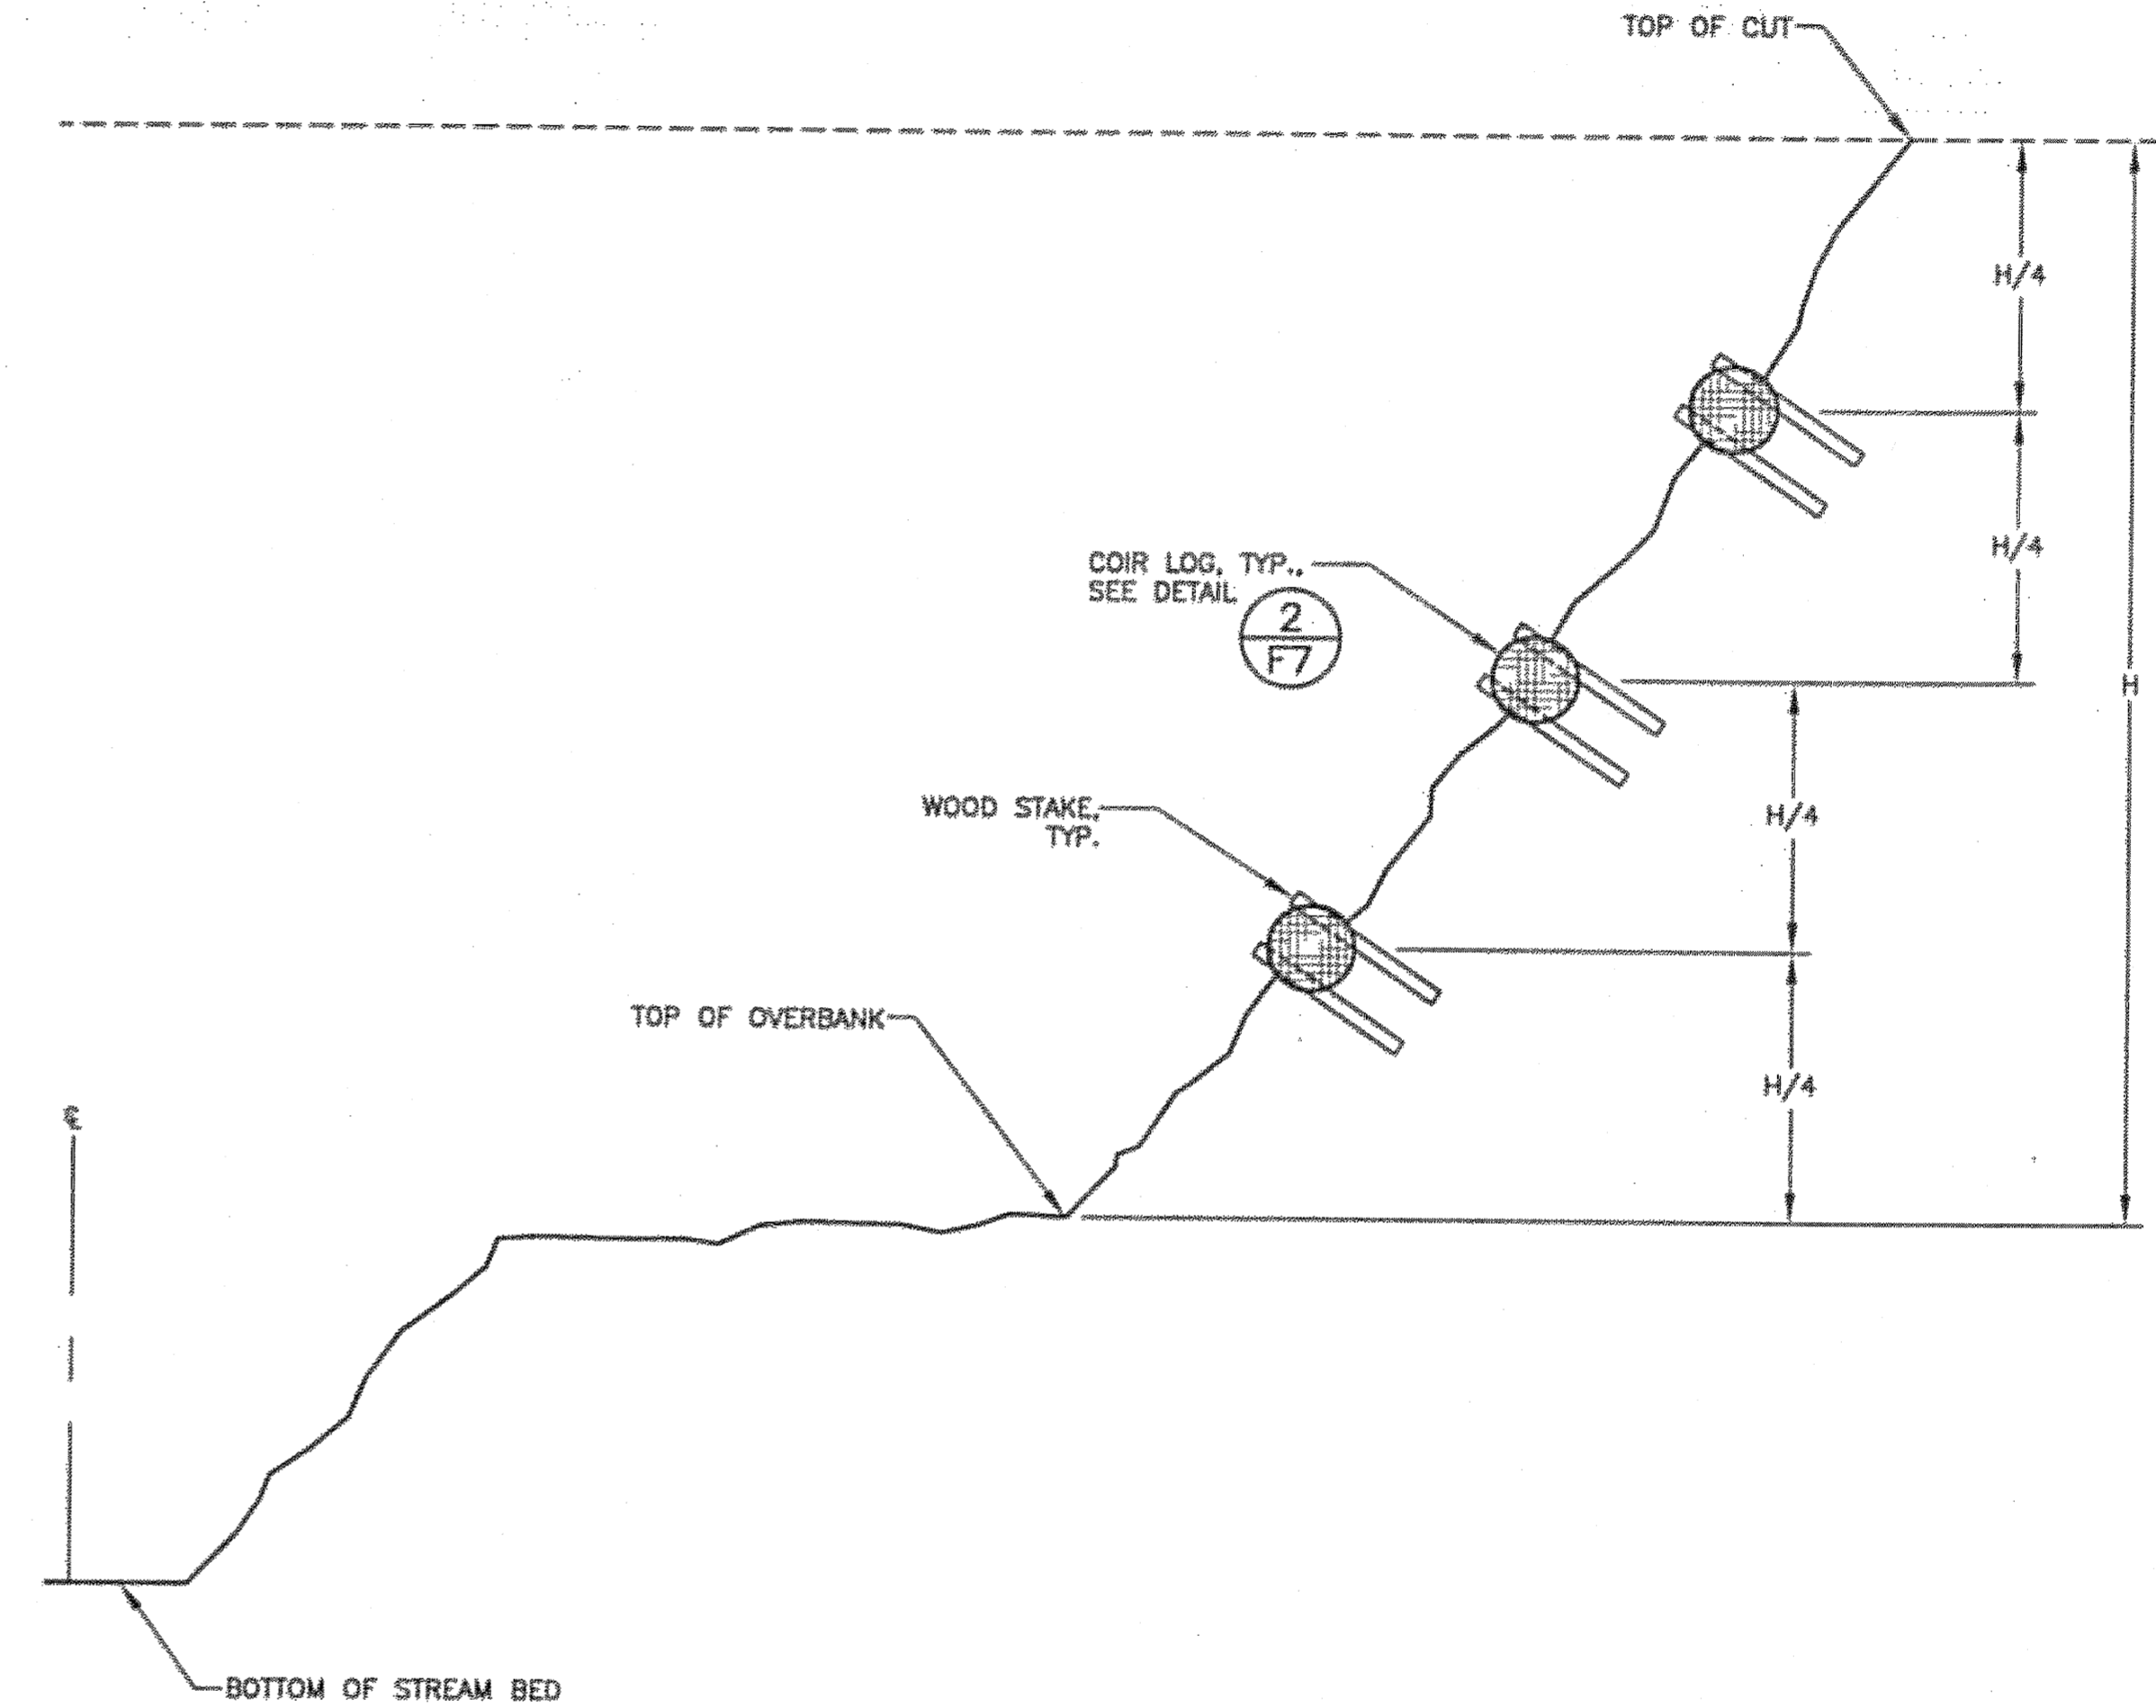 TOP OF CUT
H/4
H/4
COIR LOG, TYP.,
SEE DETAIL
2
F7
H
WOOD STAKE,
TYP.
H/4
TOP OF OVERBANK
H/4
℄
BOTTOM OF STREAM BED